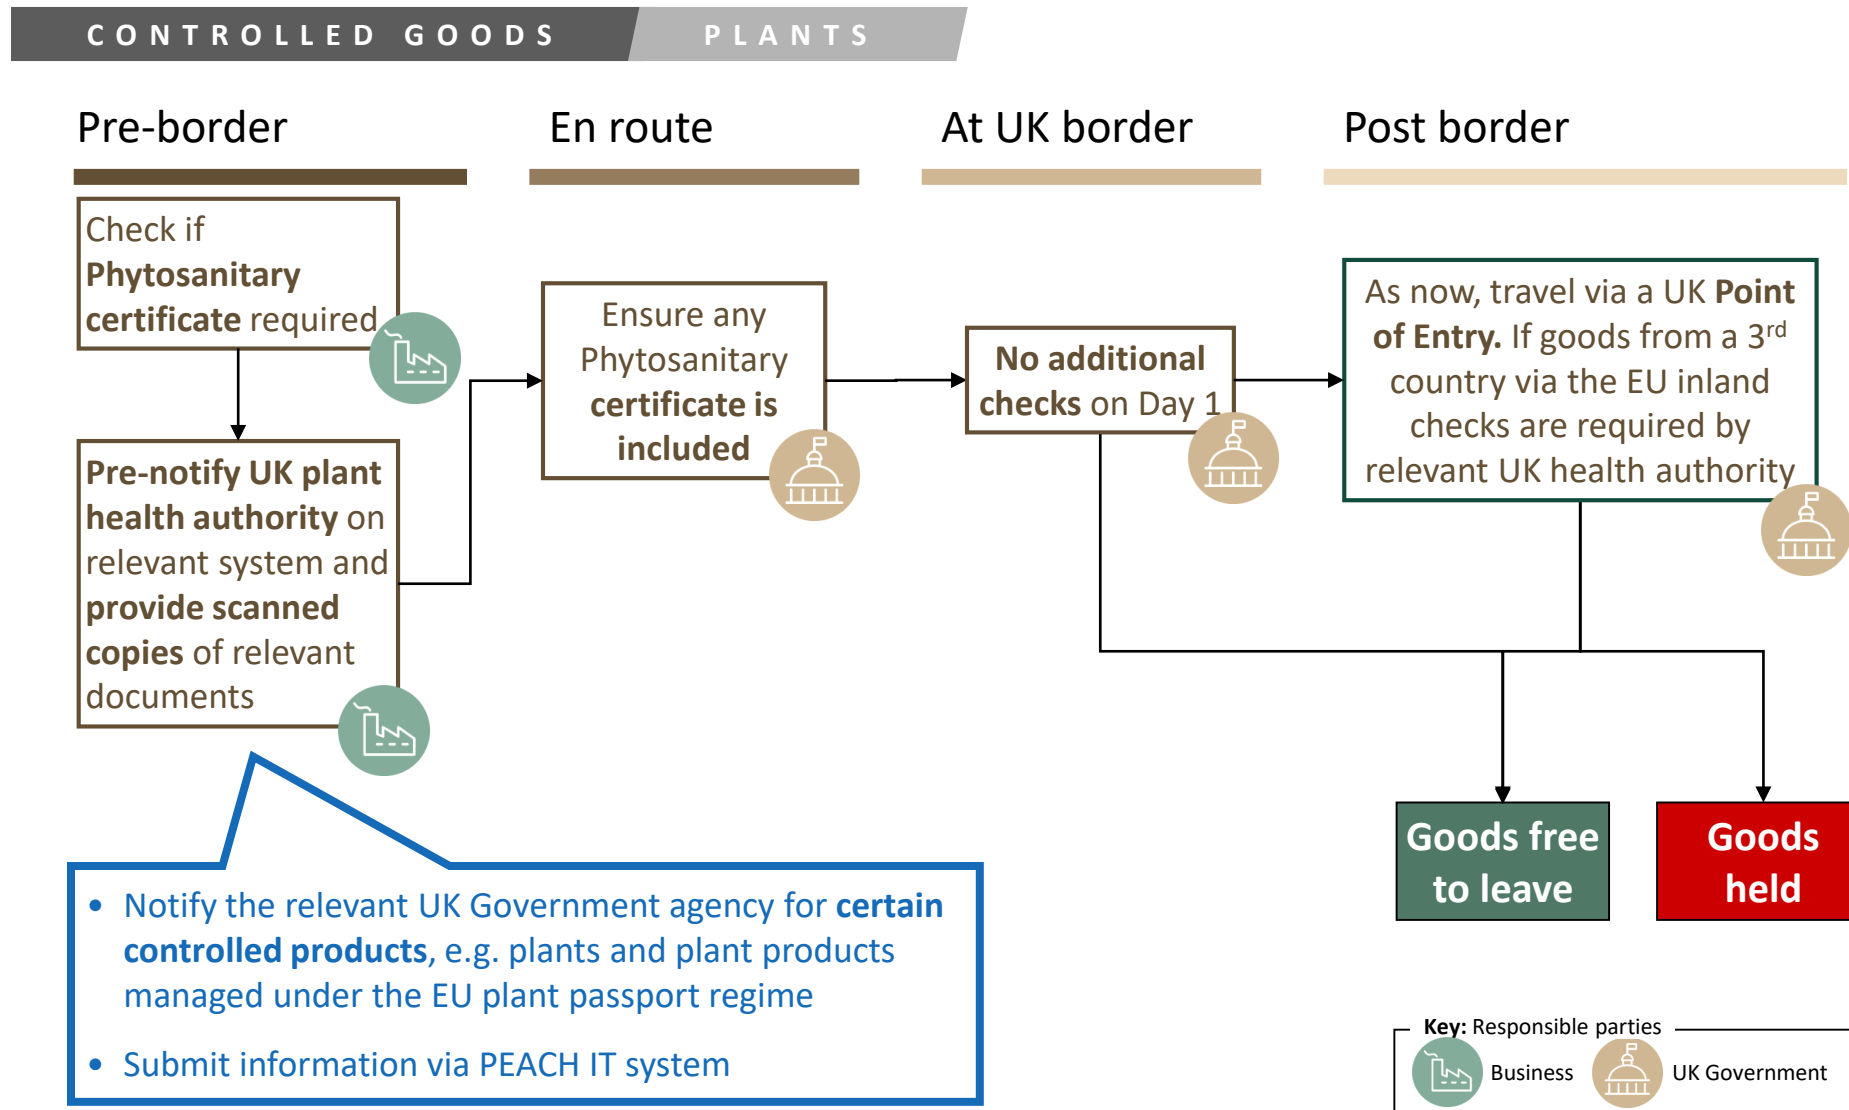 CONTROLLED GOODS
PLANTS
Pre-border
En route
At UK border
Post border
Check if
Phytosanitary
certificate required
Pre-notify UK plant
health authority on
relevant system and
provide scanned
copies of relevant
documents
Ensure any
Phytosanitary
certificate is
included
No additional
checks on Day 1
As now, travel via a UK Point
of Entry. If goods from a 3rd
country via the EU inland
checks are required by
relevant UK health authority
Goods free
to leave
Goods
held
• Notify the relevant UK Government agency for certain
controlled products, e.g. plants and plant products
managed under the EU plant passport regime
• Submit information via PEACH IT system
Key: Responsible parties
Business
UK Government